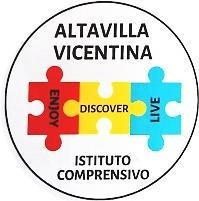 ALTAVILLA
VICENTINA
ENJOY
DISCOVER
LIVE
ISTITUTO
COMPRENSIVO